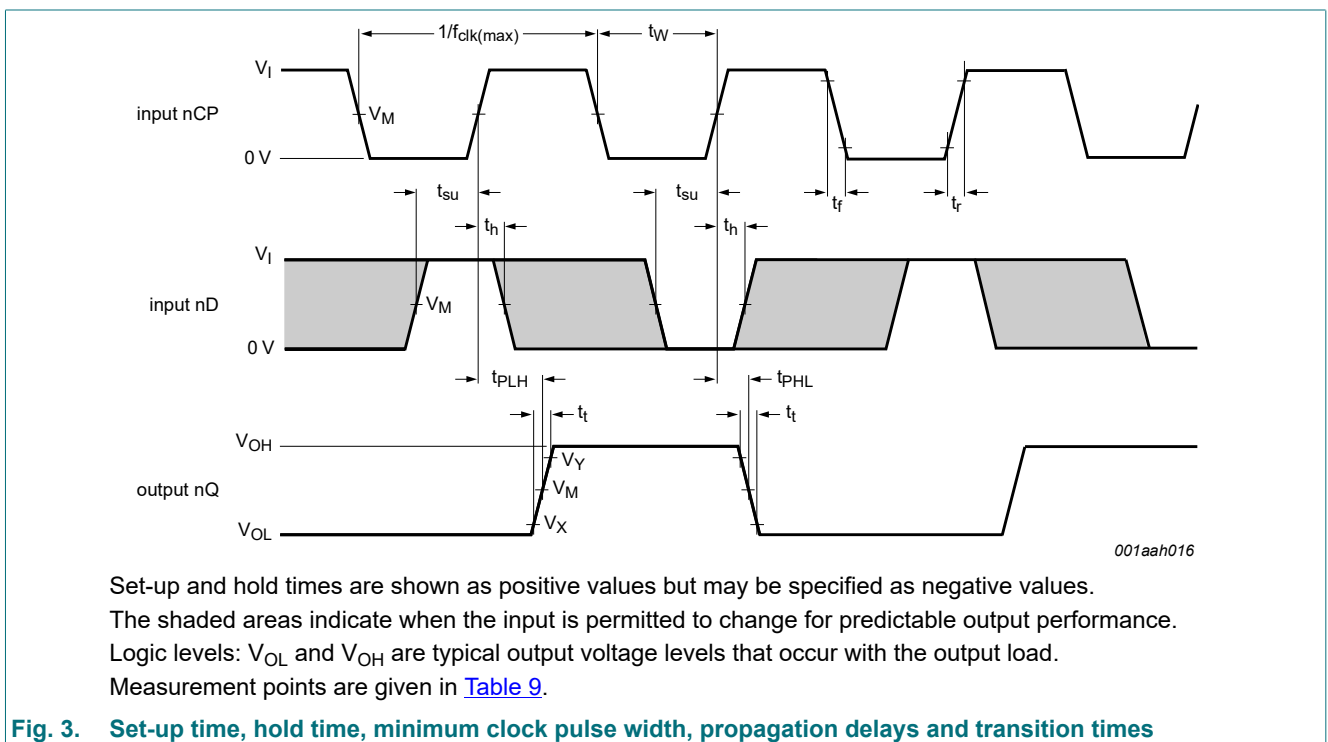 1/fclk(max)
tW
VI
input nCP
VM
0 V
tsu
tsu
tf
tr
th
th
VI
input nD
VM
0 V
tPLH
tPHL
tt
tt
VOH
VY
output nQ
VM
VX
VOL
001aah016
Set-up and hold times are shown as positive values but may be specified as negative values.
The shaded areas indicate when the input is permitted to change for predictable output performance.
Logic levels: VOL and VOH are typical output voltage levels that occur with the output load.
Measurement points are given in Table 9.
Fig. 3. Set-up time, hold time, minimum clock pulse width, propagation delays and transition times